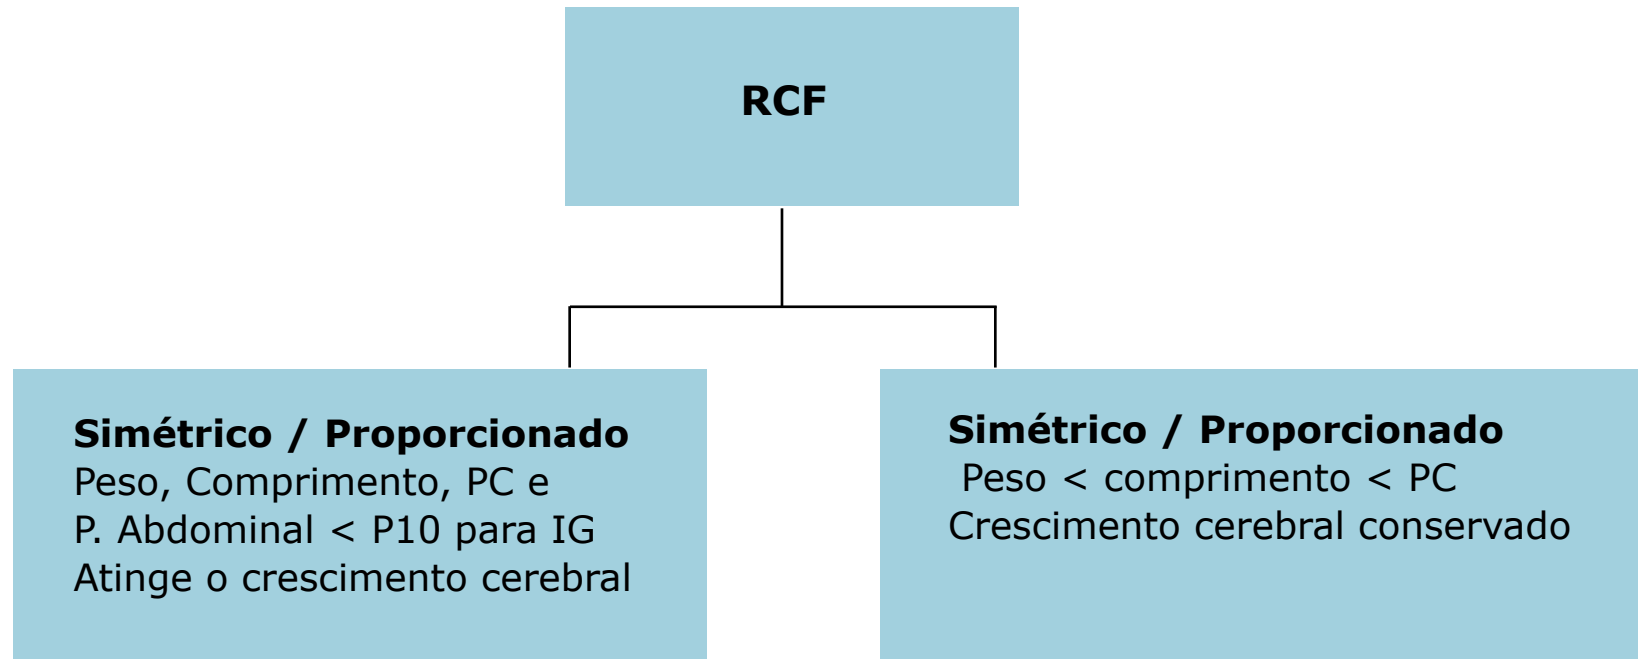 RCF
Simétrico / Proporcionado
Peso, Comprimento, PC e
P. Abdominal < P10 para IG
Atinge o crescimento cerebral
Simétrico / Proporcionado
Peso < comprimento < PC
Crescimento cerebral conservado